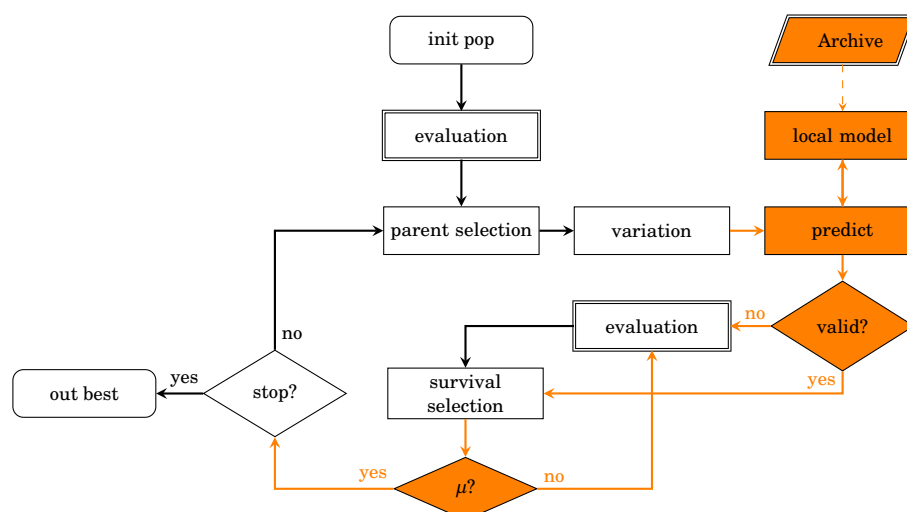 init pop
Archive
evaluation
local model
parent selection
variation
predict
no
evaluation
no
valid?
yes
out best
stop?
survival
selection
yes
yes
μ?
no